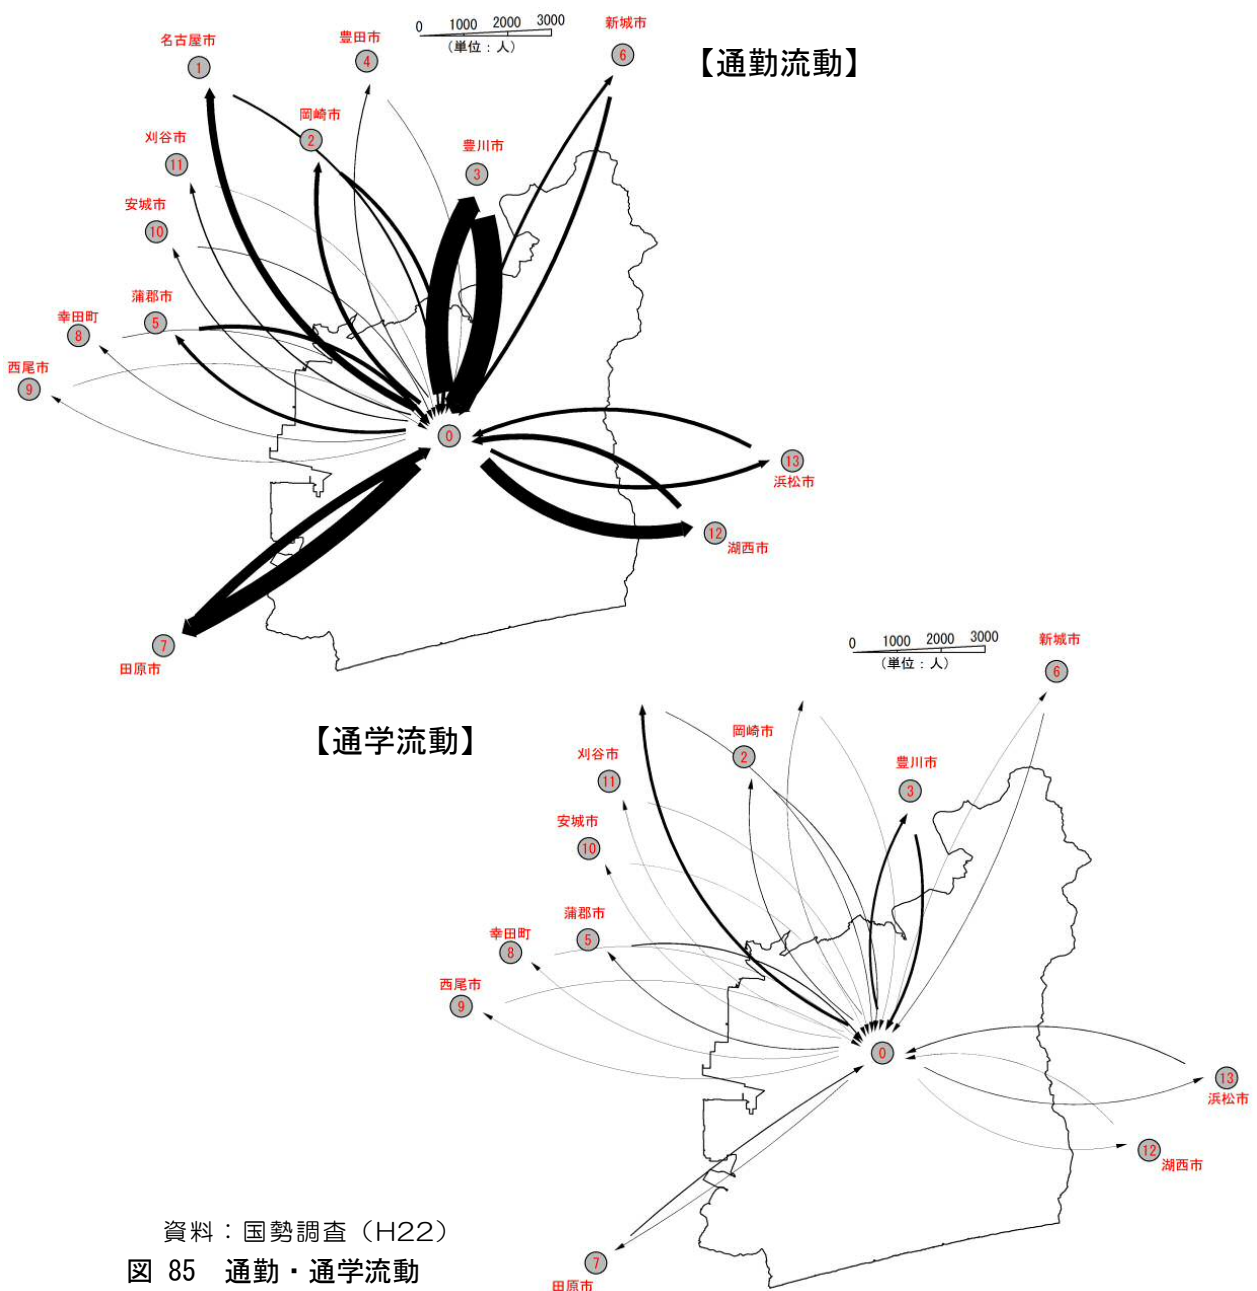 0 1000 2000 3000
(単位：人)
【通勤流動】
名古屋市
1
豊田市
4
新城市
6
岡崎市
2
刈谷市
11
豊川市
3
安城市
10
蒲郡市
5
幸田町
8
西尾市
9
0
13
浜松市
12
湖西市
7
田原市
【通学流動】
0 1000 2000 3000
(単位：人)
新城市
6
岡崎市
2
刈谷市
11
豊川市
3
安城市
10
蒲郡市
5
幸田町
8
西尾市
9
0
13
浜松市
12
湖西市
7
田原市
資料：国勢調査（H22）
図 85 通勤・通学流動